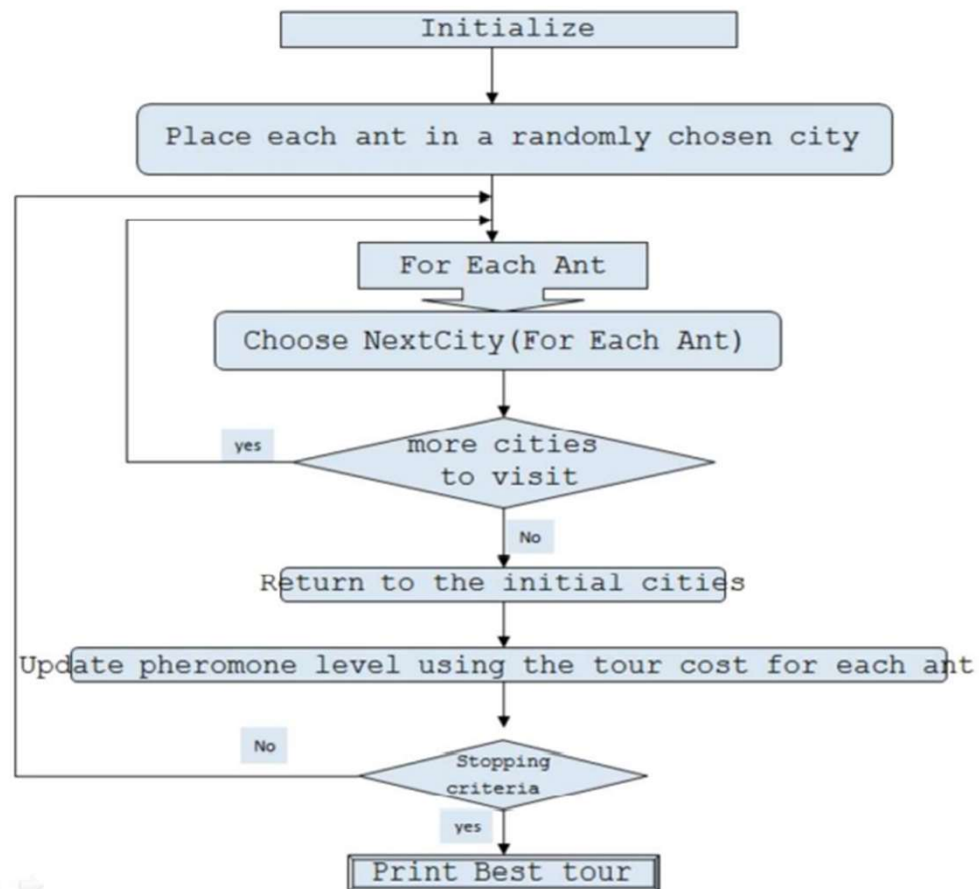 Initialize
Place each ant in a randomly chosen city
For Each Ant
Choose NextCity(For Each Ant)
more cities
to visit
yes
No
Return to the initial cities
Update pheromone level using the tour cost for each ant
No
Stopping
criteria
yes
Print Best tour